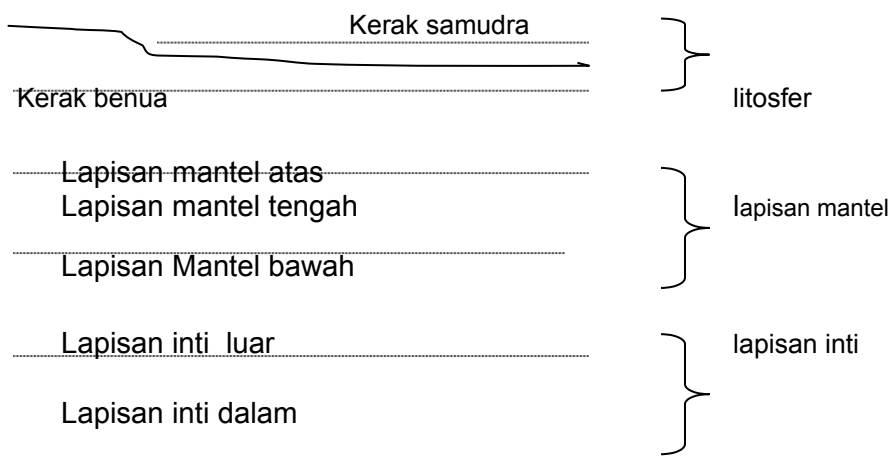 Kerak samudra
Kerak benua
litosfer
Lapisan mantel atas
Lapisan mantel tengah
lapisan mantel
Lapisan Mantel bawah
Lapisan inti luar
lapisan inti
Lapisan inti dalam